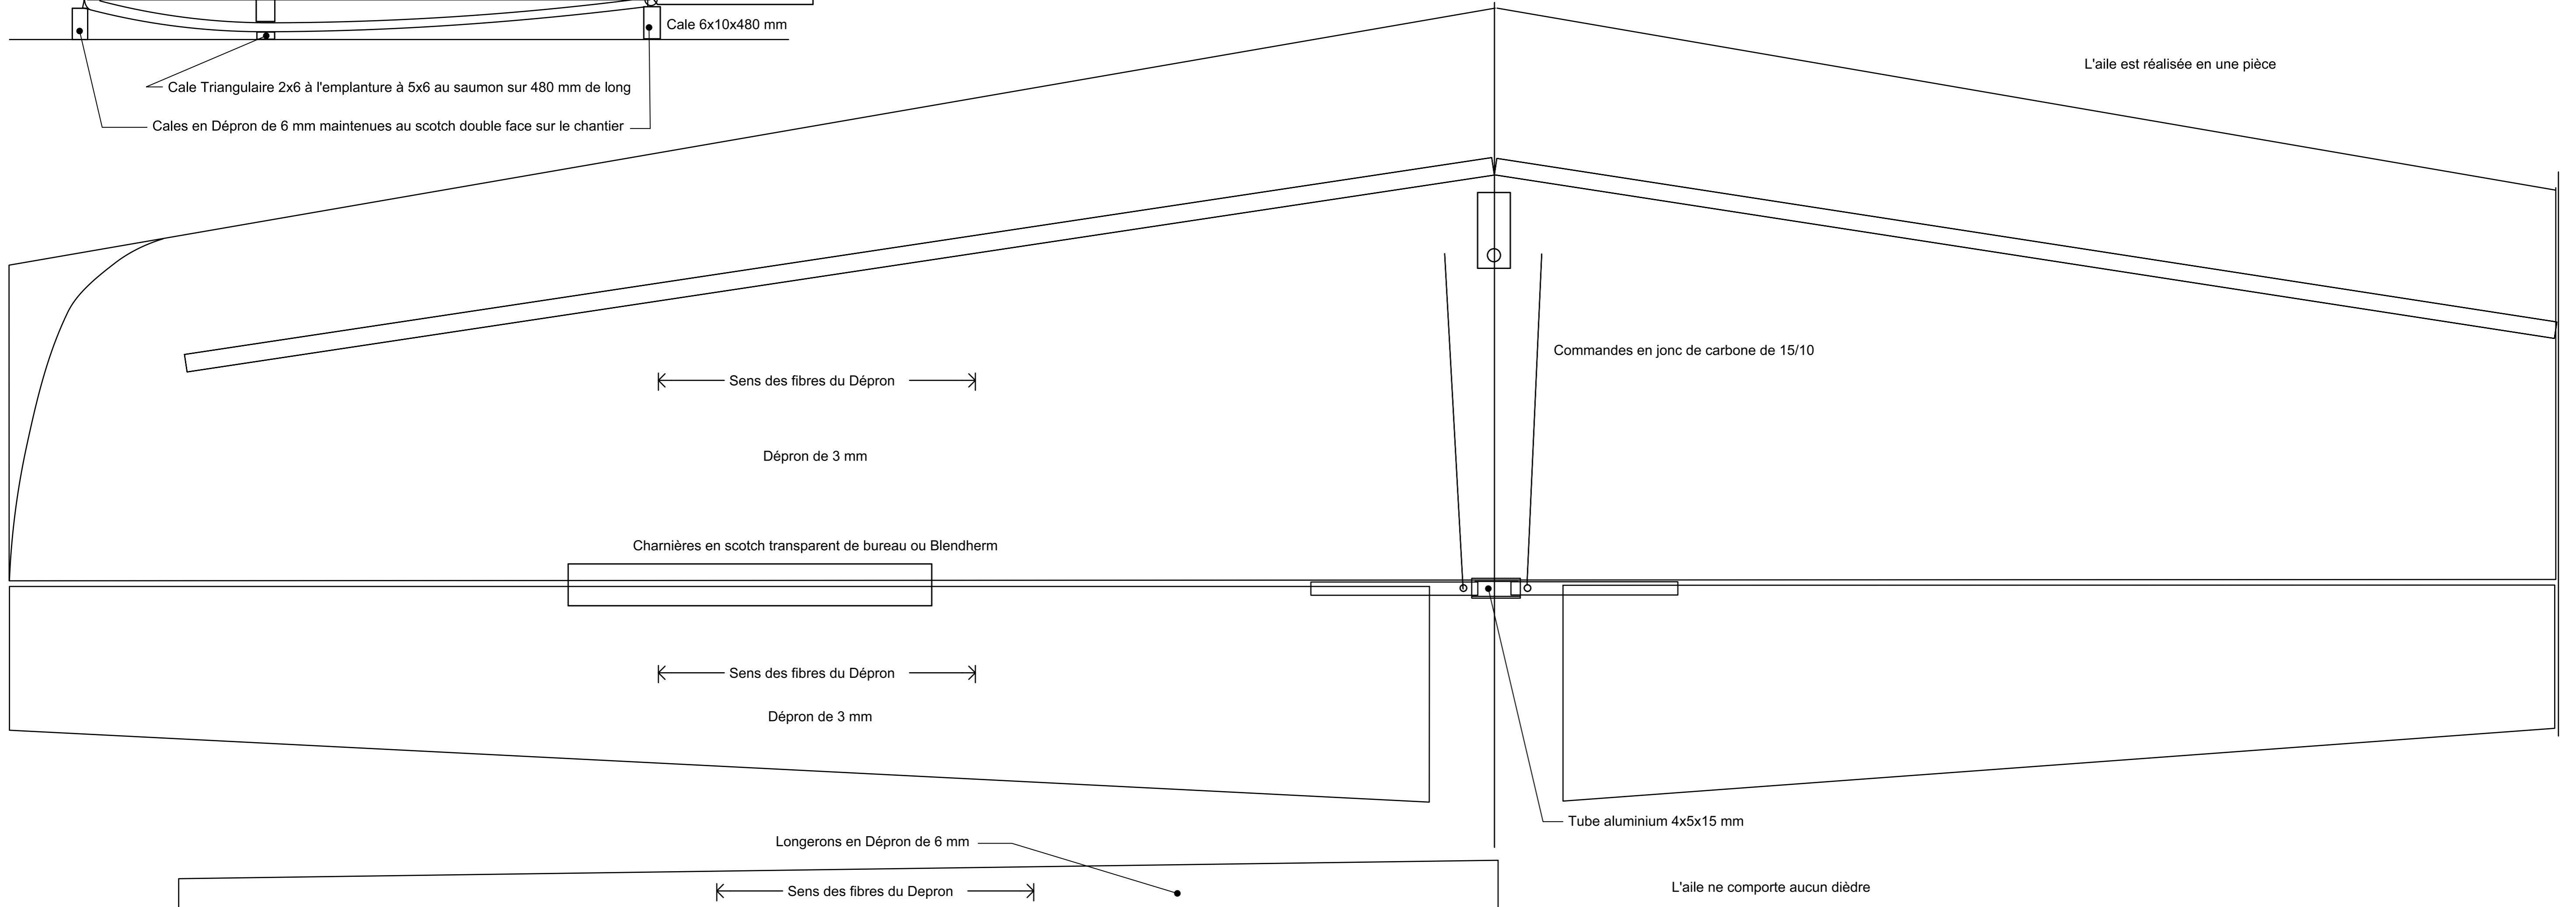 Cale 6x10x480 mm
L'aile est réalisée en une pièce
Cale Triangulaire 2x6 à l'emplanture à 5x6 au saumon sur 480 mm de long
Cales en Dépron de 6 mm maintenues au scotch double face sur le chantier
Commandes en jonc de carbone de 15/10
Sens des fibres du Dépron
Dépron de 3 mm
Charnières en scotch transparent de bureau ou Blendherm
Sens des fibres du Dépron
Dépron de 3 mm
Tube aluminium 4x5x15 mm
Longerons en Dépron de 6 mm
L'aile ne comporte aucun dièdre
Sens des fibres du Depron